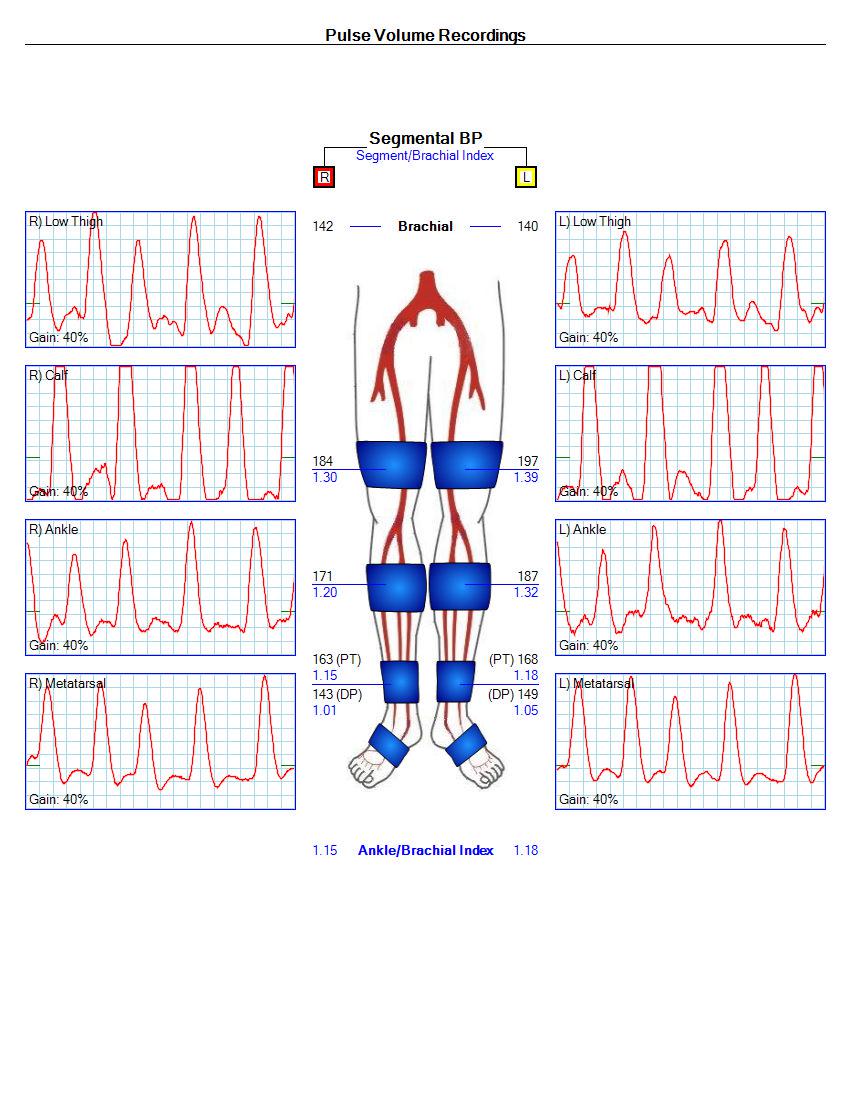 Pulse Volume Recordings
Segmental BP
Segment/Brachial Index
R
L
142 Brachial 140
R) Low Thigh
Gain: 40%
L) Low Thigh
Gain: 40%
R) Calf
Gain: 40%
L) Calf
Gain: 40%
184
1.30
197
1.39
R) Ankle
Gain: 40%
L) Ankle
Gain: 40%
171
1.20
187
1.32
R) Metatarsal
Gain: 40%
L) Metatarsal
Gain: 40%
163 (PT)
1.15
143 (DP)
1.01
(PT) 168
1.18
(DP) 149
1.05
1.15 Ankle/Brachial Index 1.18